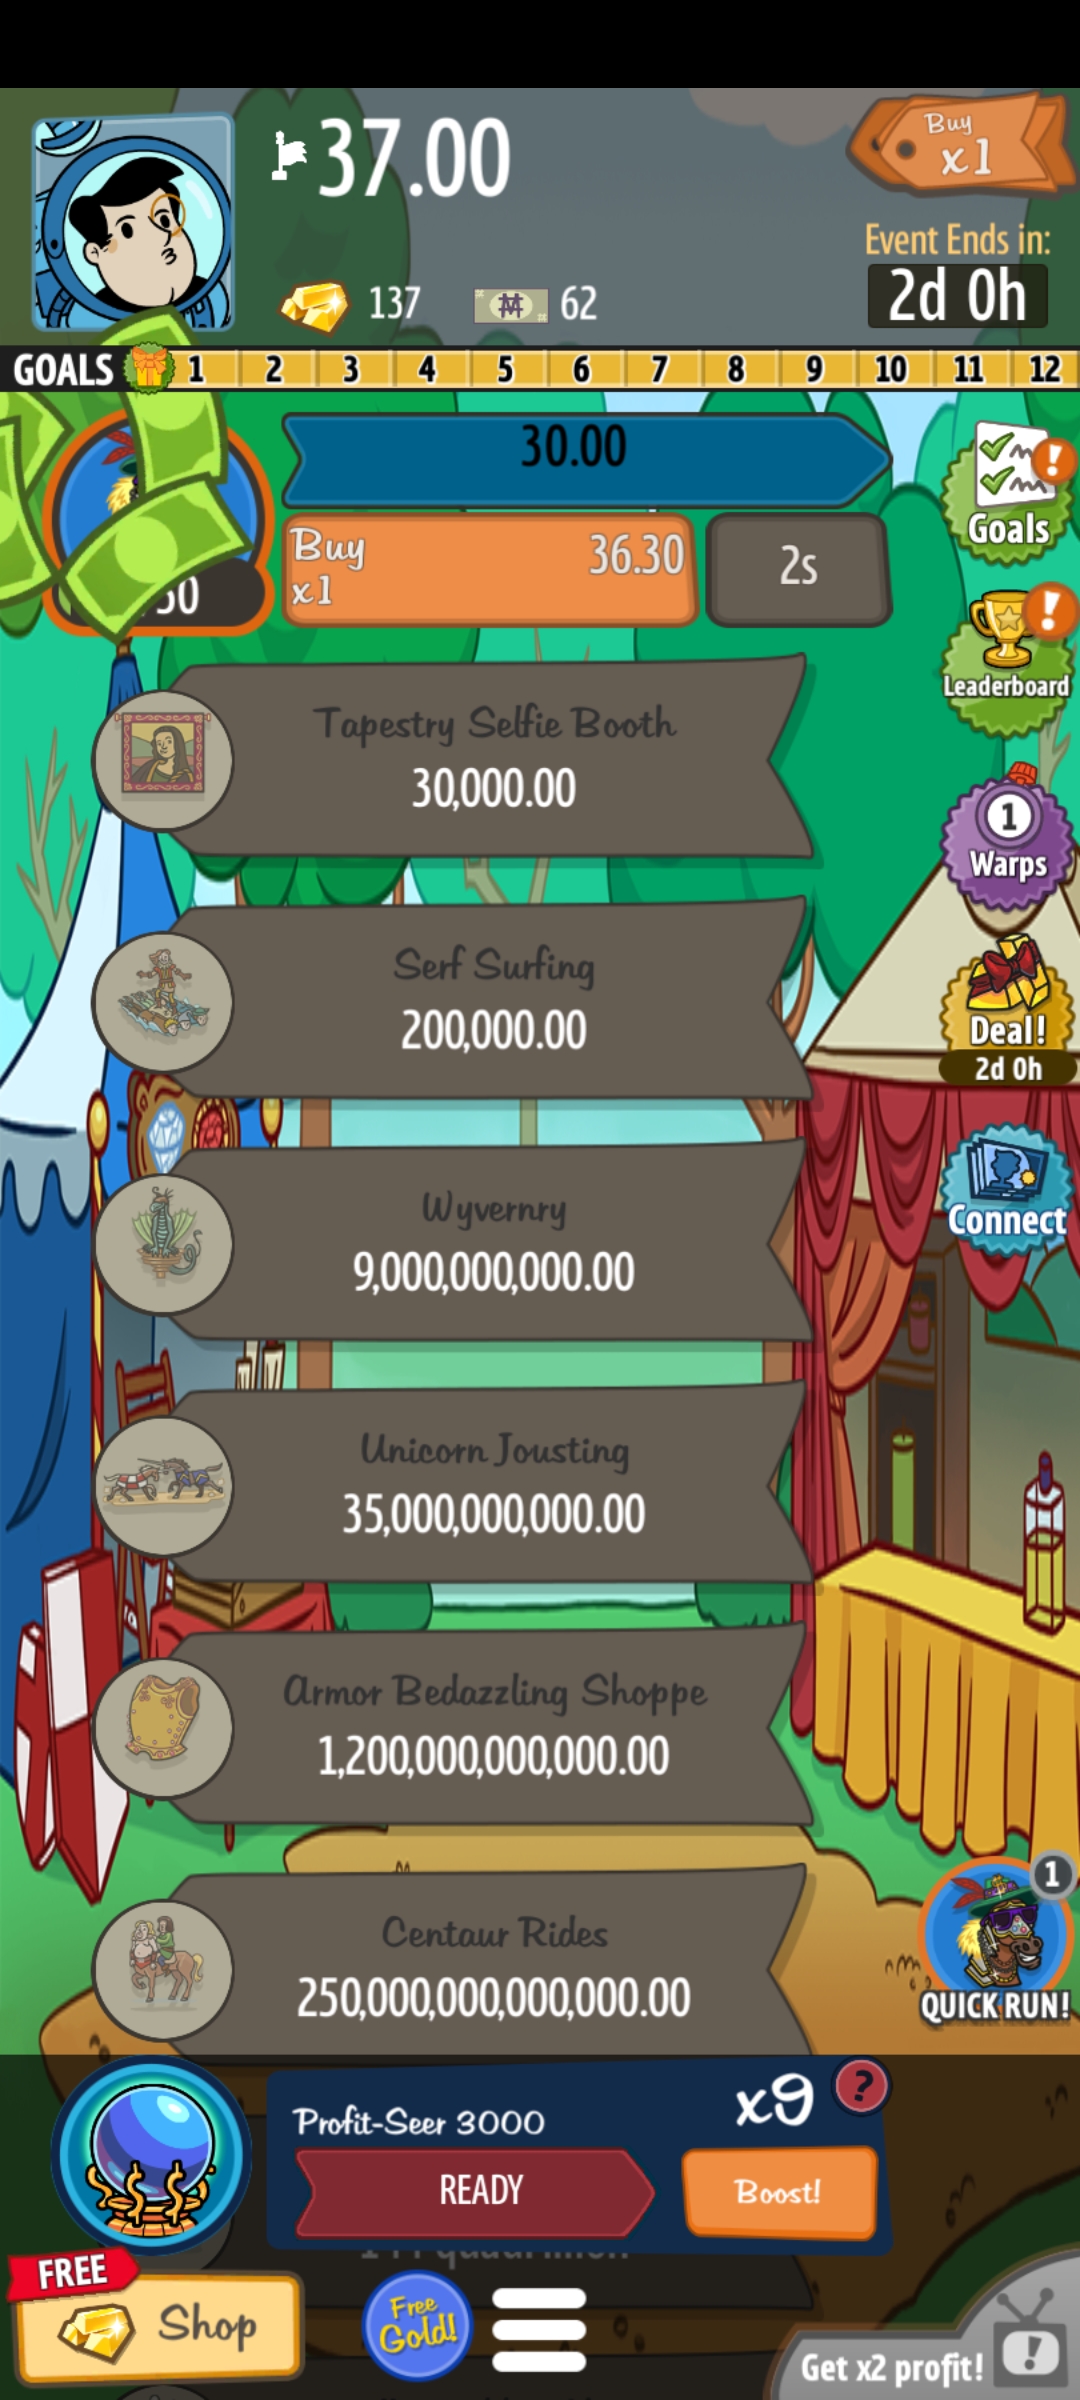 37.00
Buy
x1
137
62
Event Ends in:
2d 0h
GOALS 1 2 3 4 5 6 7 8 9 10 11 12
30.00
Buy
x1
36.30
2s
Goals
Leaderboard
Tapestry Selfie Booth
30,000.00
1
Warps
Serf Surfing
200,000.00
Deal!
2d 0h
Wyvernry
9,000,000,000.00
Connect
Unicorn Jousting
35,000,000,000.00
Armor Bedazzling Shoppe
1,200,000,000,000.00
Centaur Rides
250,000,000,000,000.00
1
QUICK RUN!
Profit-Seer 3000
x9
?
READY
Boost!
FREE
Shop
Free
Gold!
Get x2 profit!